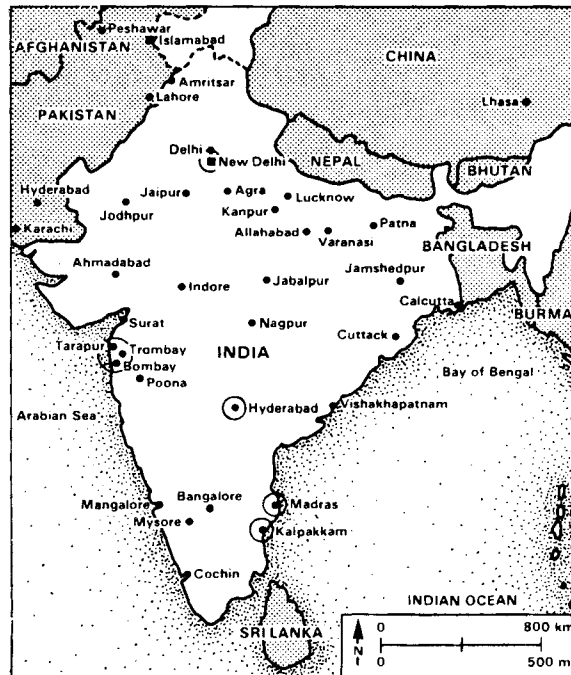 Peshawar
AFGHANISTAN
Islamabad
CHINA
Amritsar
Lahore
PAKISTAN
Lhasa
Delhi
New Delhi
NEPAL
BHUTAN
Hyderabad
Jaipur
Agra
Lucknow
Jodhpur
Kanpur
Karachi
Allahabad
Varanasi
Patna
BANGLADESH
Ahmadabad
Indore
Jabalpur
Jamshedpur
Calcutta
BURMA
Surat
Nagpur
Cuttack
Tarapur
Trombay
INDIA
Bombay
Poona
Bay of Bengal
Arabian Sea
Hyderabad
Vishakhapatnam
Mangalore
Bangalore
Madras
Mysore
Kalpakkam
Cochin
INDIAN OCEAN
SRI LANKA
N
0 800 km
0 500 m